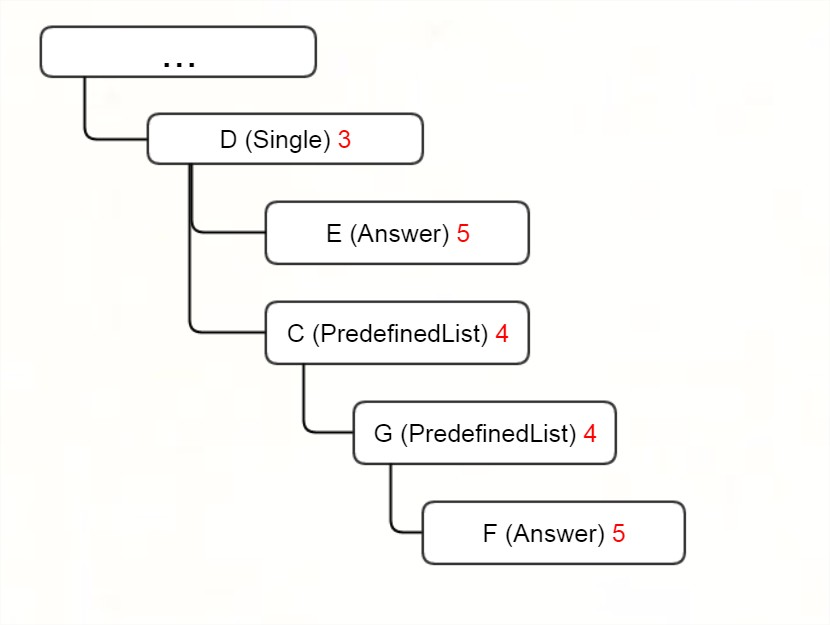 ...
D (Single) 3
E (Answer) 5
C (PredefinedList) 4
G (PredefinedList) 4
F (Answer) 5